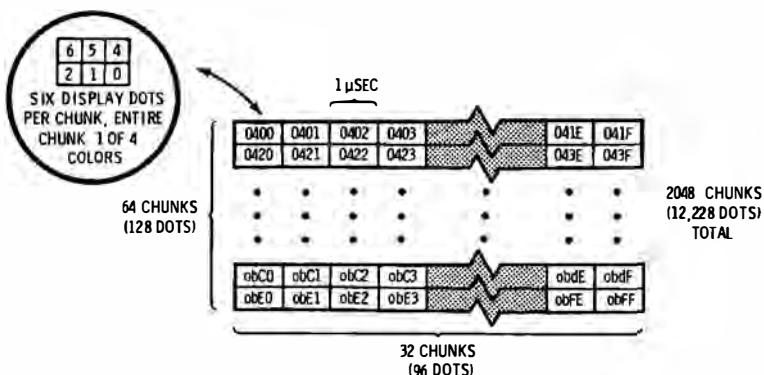 6 5 4
2 1 0
SIX DISPLAY DOTS
PER CHUNK, ENTIRE
CHUNK 1 OF 4
COLORS
1 μSEC
0400 0401 0402 0403 041E 041F
0420 0421 0422 0423 043E 043F
64 CHUNKS
(128 DOTS)
2048 CHUNKS
(12,228 DOTS)
TOTAL
obC0 obC1 obC2 obC3 obdE obdF
obE0 obE1 obE2 obE3 obFE obFF
32 CHUNKS
(96 DOTS)